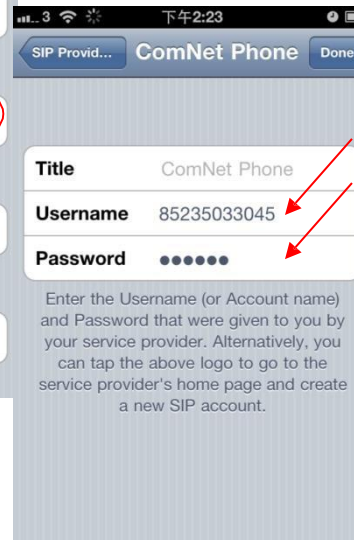 3 下午2:23
SIP Provid... ComNet Phone Done
Title ComNet Phone
Username 85235033045
Password ●●●●●●
Enter the Username (or Account name)
and Password that were given to you by
your service provider. Alternatively, you
can tap the above logo to go to the
service provider's home page and create
a new SIP account.